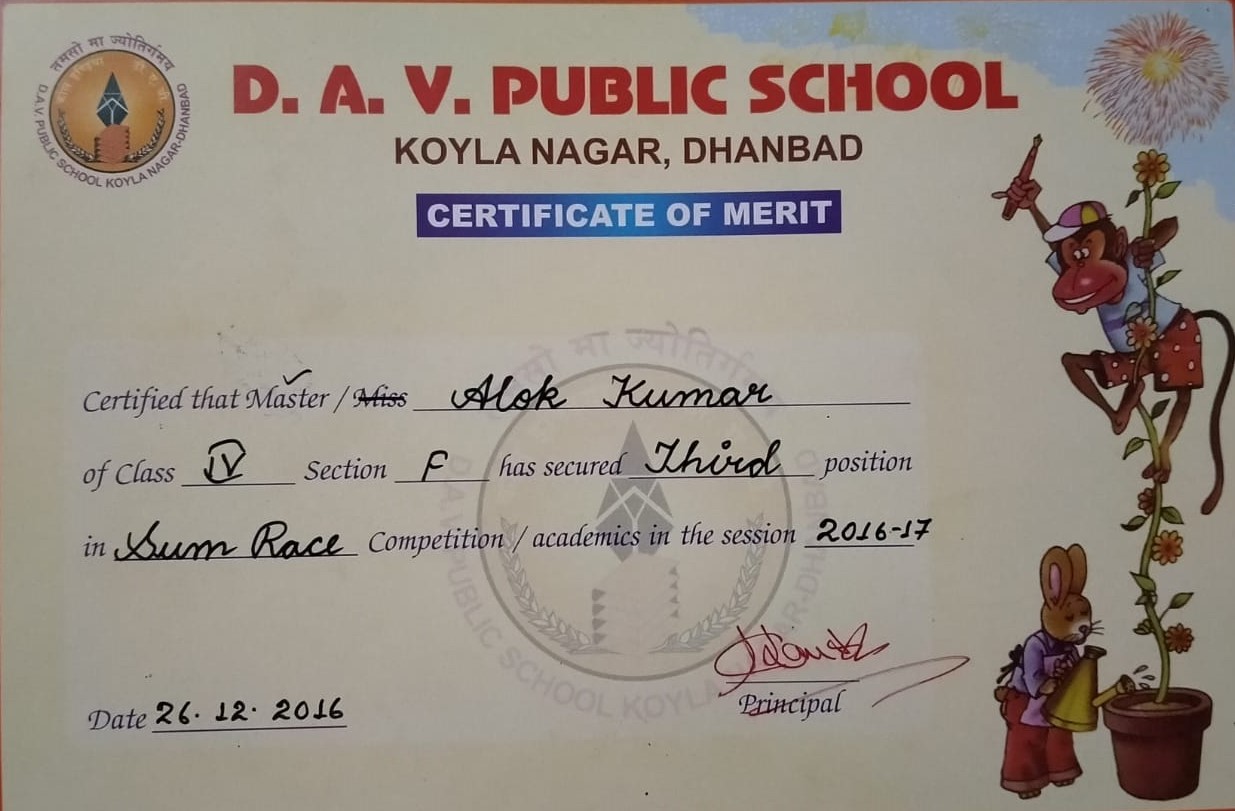 तमसो मा ज्योतिर्गमय
D.A.V. PUBLIC SCHOOL KOYLA NAGAR-DHANBAD
D. A. V. PUBLIC SCHOOL
KOYLA NAGAR, DHANBAD
CERTIFICATE OF MERIT
Certified that Master / Miss Alok Kumar
of Class IV Section F has secured Third position
in Sum Race Competition / academics in the session 2016-17
Date 26. 12. 2016
Principal